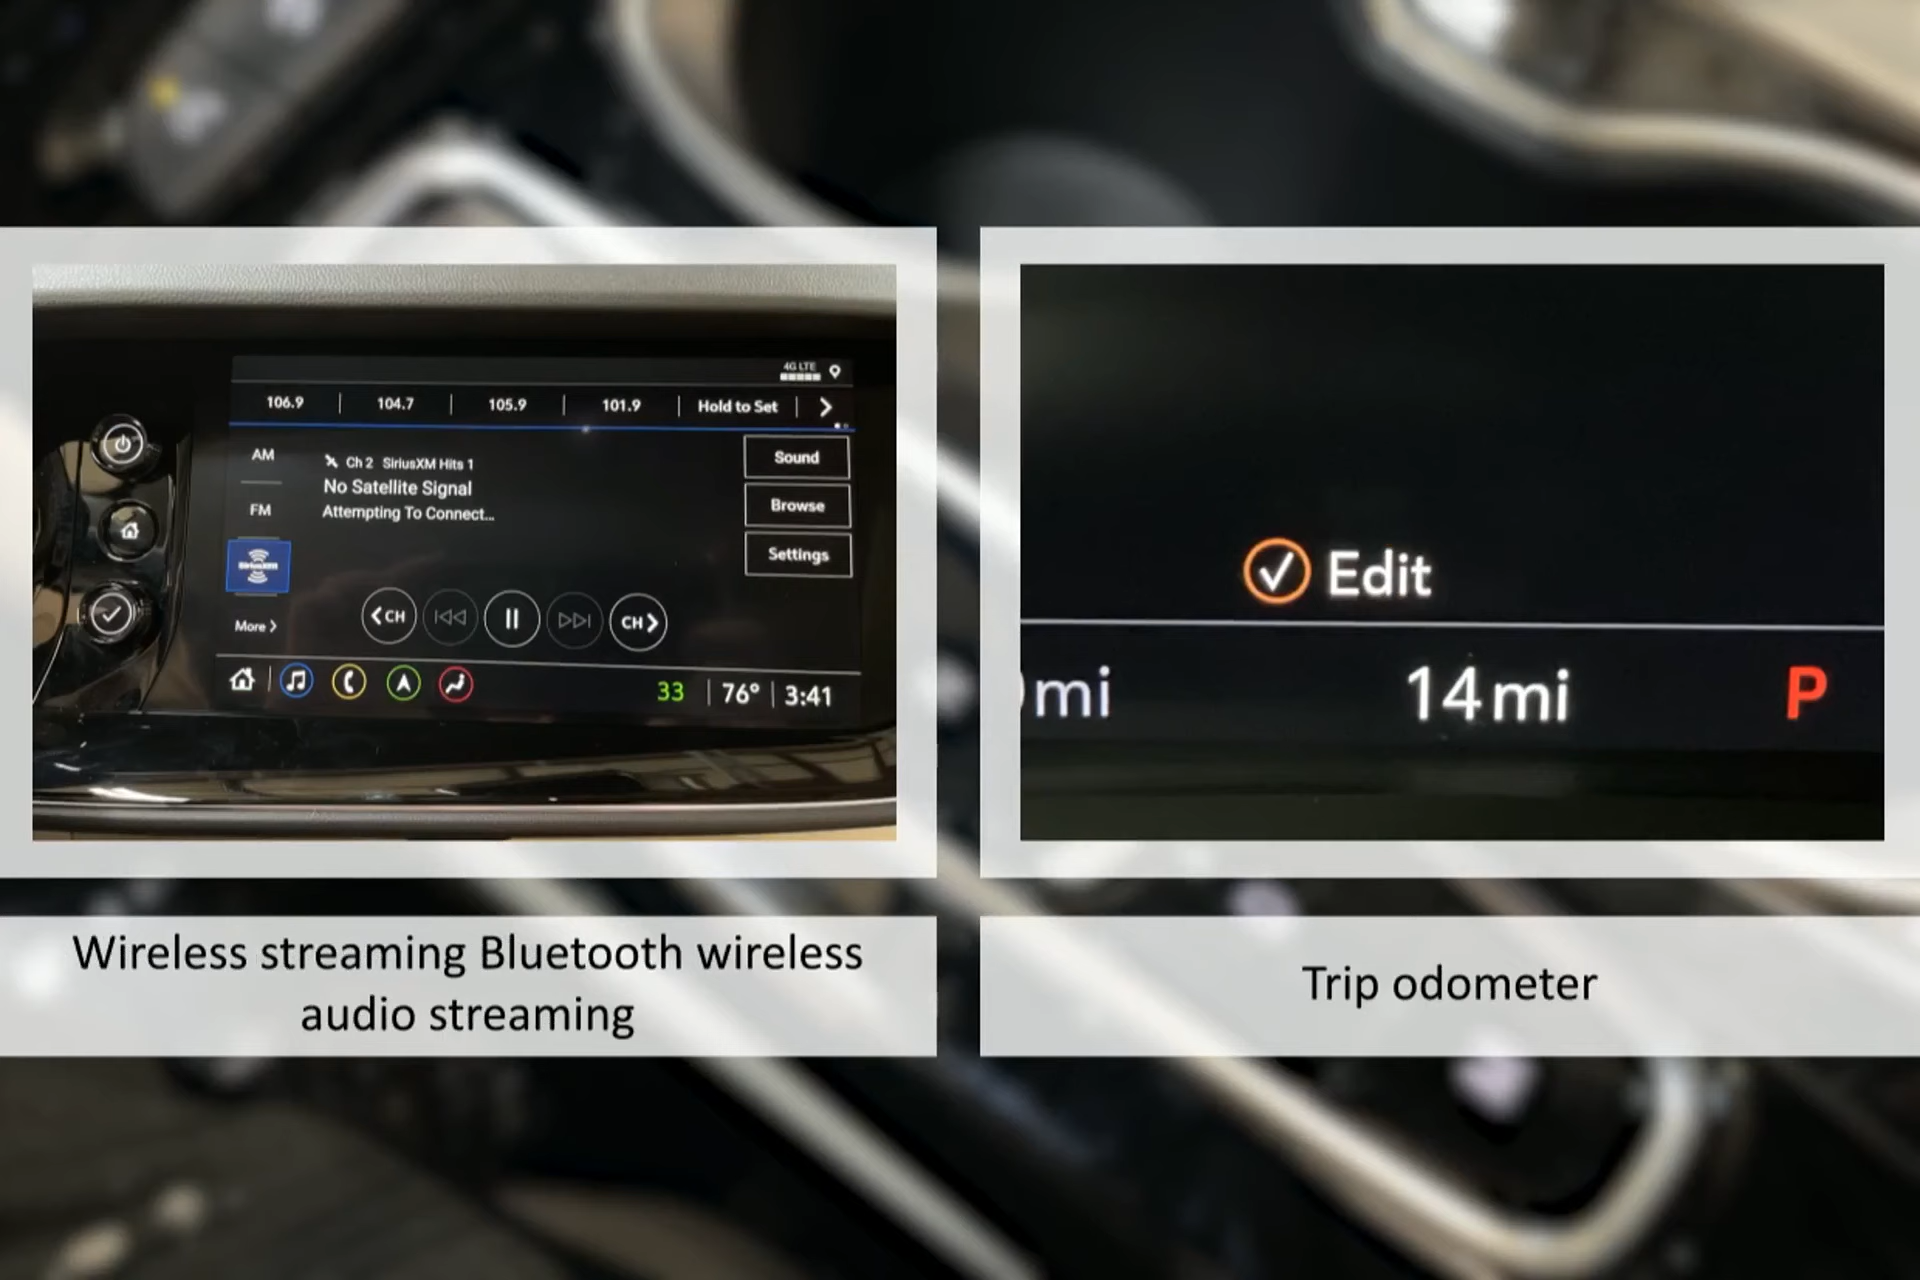 4G LTE
106.9 104.7 105.9 101.9 Hold to Set
AM
Ch 2 SiriusXM Hits 1
No Satellite Signal
Attempting To Connect...
FM
SiriusXM
More
CH
CH
Sound
Browse
Settings
33 76° 3:41
Edit
mi 14 mi P
Wireless streaming Bluetooth wireless
audio streaming
Trip odometer